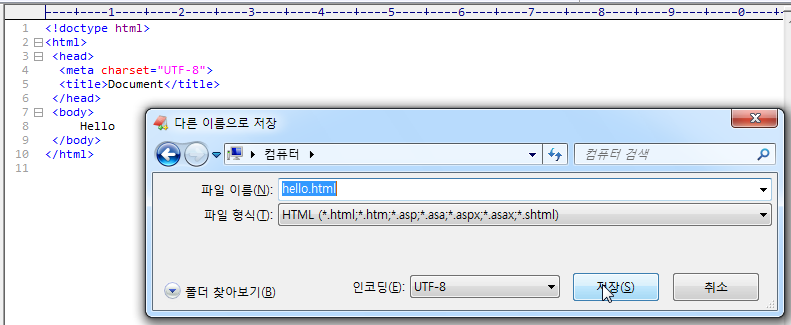 ----+----1----+----2----+----3----+----4----+----5----+----6----+----7----+----8----+----9----+----0----+-
1 <!doctype html>
2 <html>
3 <head>
4 <meta charset="UTF-8">
5 <title>Document</title>
6 </head>
7 <body>
8 Hello
9 </body>
10 </html>
11
다른 이름으로 저장
컴퓨터 컴퓨터 검색
파일 이름(N): hello.html
파일 형식(T): HTML (*.html;*.htm;*.asp;*.asa;*.aspx;*.asax;*.shtml)
폴더 찾아보기(B) 인코딩(E): UTF-8 저장(S) 취소